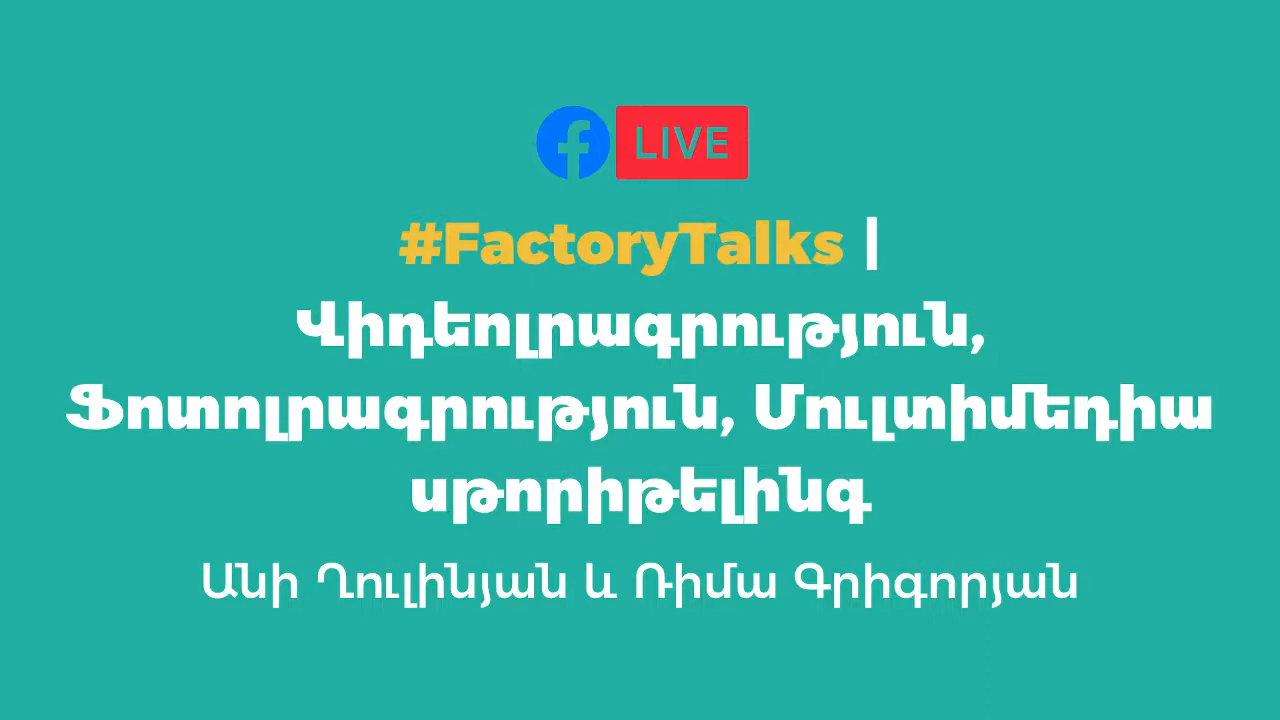 LIVE
#FactoryTalks |
Վիդեոլրագրություն,
Ֆոտոլրագրություն, Մուլտիմեդիա
սթորիթելինգ
Անի Ղուլինյան և Ռիմա Գրիգորյան